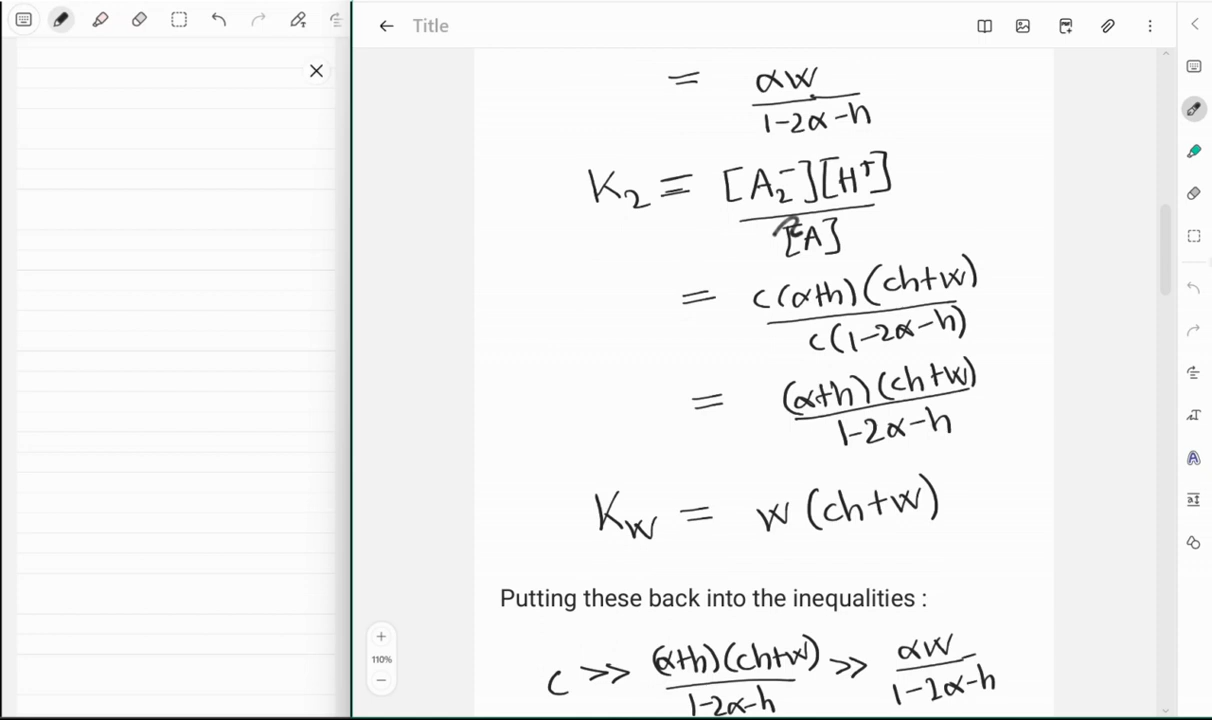 Title
= αw / 1-2α-h
K₂ = [A₂⁻][H⁺] / [A]
= c(α+h)(ch+w) / c(1-2α-h)
= (α+h)(ch+w) / 1-2α-h
K_W = w(ch+w)
Putting these back into the inequalities :
c >> (α+h)(ch+w) / 1-2α-h >> αw / 1-2α-h
110%